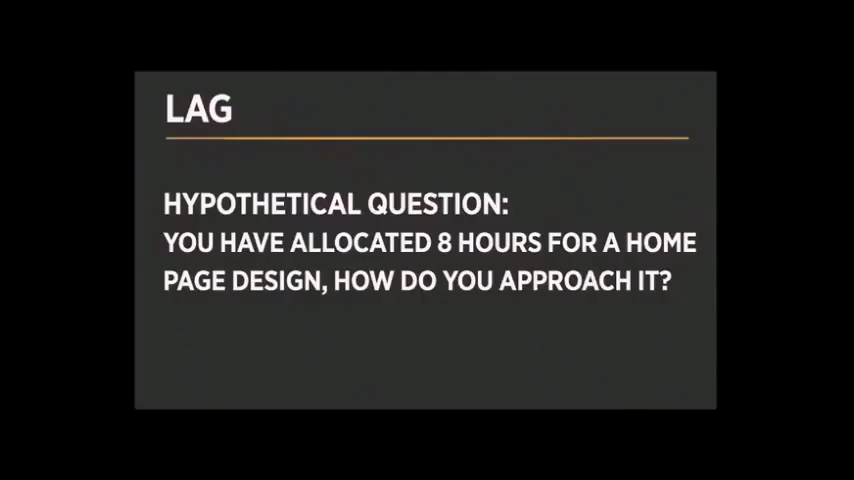 LAG
HYPOTHETICAL QUESTION:
YOU HAVE ALLOCATED 8 HOURS FOR A HOME
PAGE DESIGN, HOW DO YOU APPROACH IT?